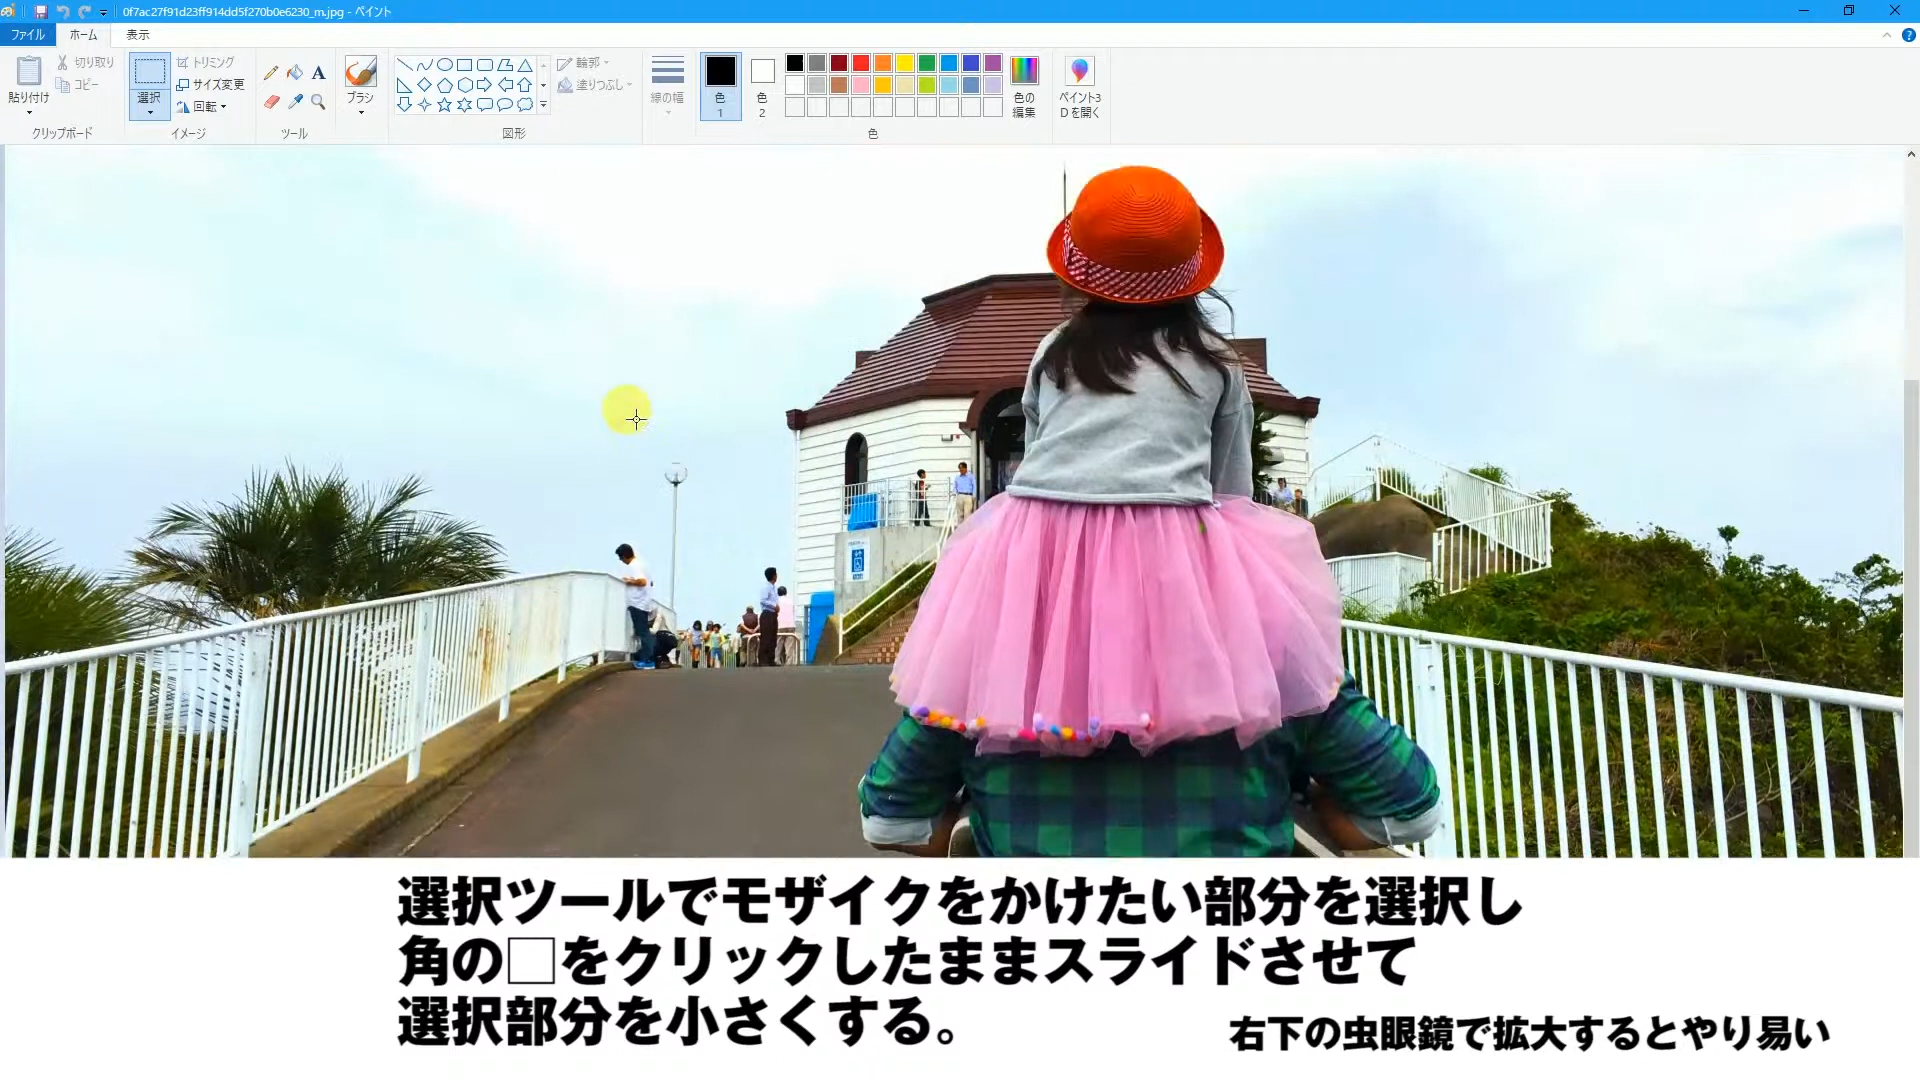 0f7ac27f91d23ff914dd5f270b0e6230_m.jpg - ペイント
ファイル ホーム 表示
貼り付け
切り取り
コピー
クリップボード
選択
トリミング
サイズ変更
回転
イメージ
A
ツール
ブラシ
輪郭
塗りつぶし
図形
線の幅
色
1
色
2
色の
編集
色
ペイント3
Dを開く
選択ツールでモザイクをかけたい部分を選択し
角の□をクリックしたままスライドさせて
選択部分を小さくする。
右下の虫眼鏡で拡大するとやり易い